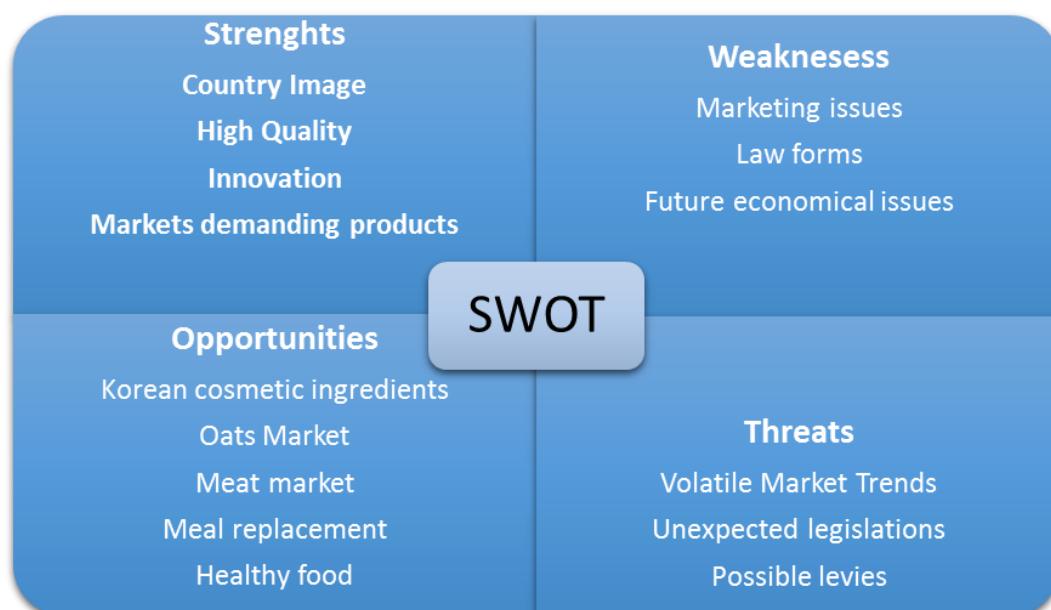 Strenghts
Country Image
High Quality
Innovation
Markets demanding products
Weaknesess
Marketing issues
Law forms
Future economical issues
SWOT
Opportunities
Korean cosmetic ingredients
Oats Market
Meat market
Meal replacement
Healthy food
Threats
Volatile Market Trends
Unexpected legislations
Possible levies